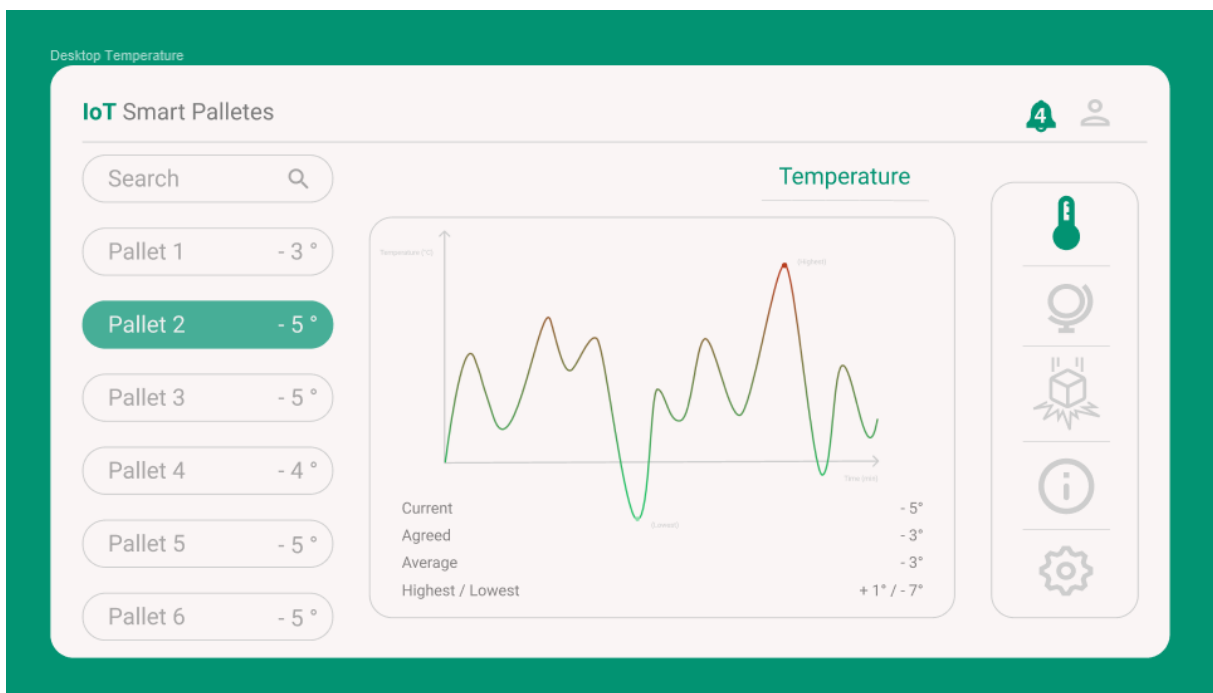 Desktop Temperature
IoT Smart Palletes
4
Search
Pallet 1 - 3 °
Pallet 2 - 5 °
Pallet 3 - 5 °
Pallet 4 - 4 °
Pallet 5 - 5 °
Pallet 6 - 5 °
Temperature
Temperature (°C)
(Highest)
Time (min)
(Lowest)
Current - 5°
Agreed - 3°
Average - 3°
Highest / Lowest + 1° / - 7°